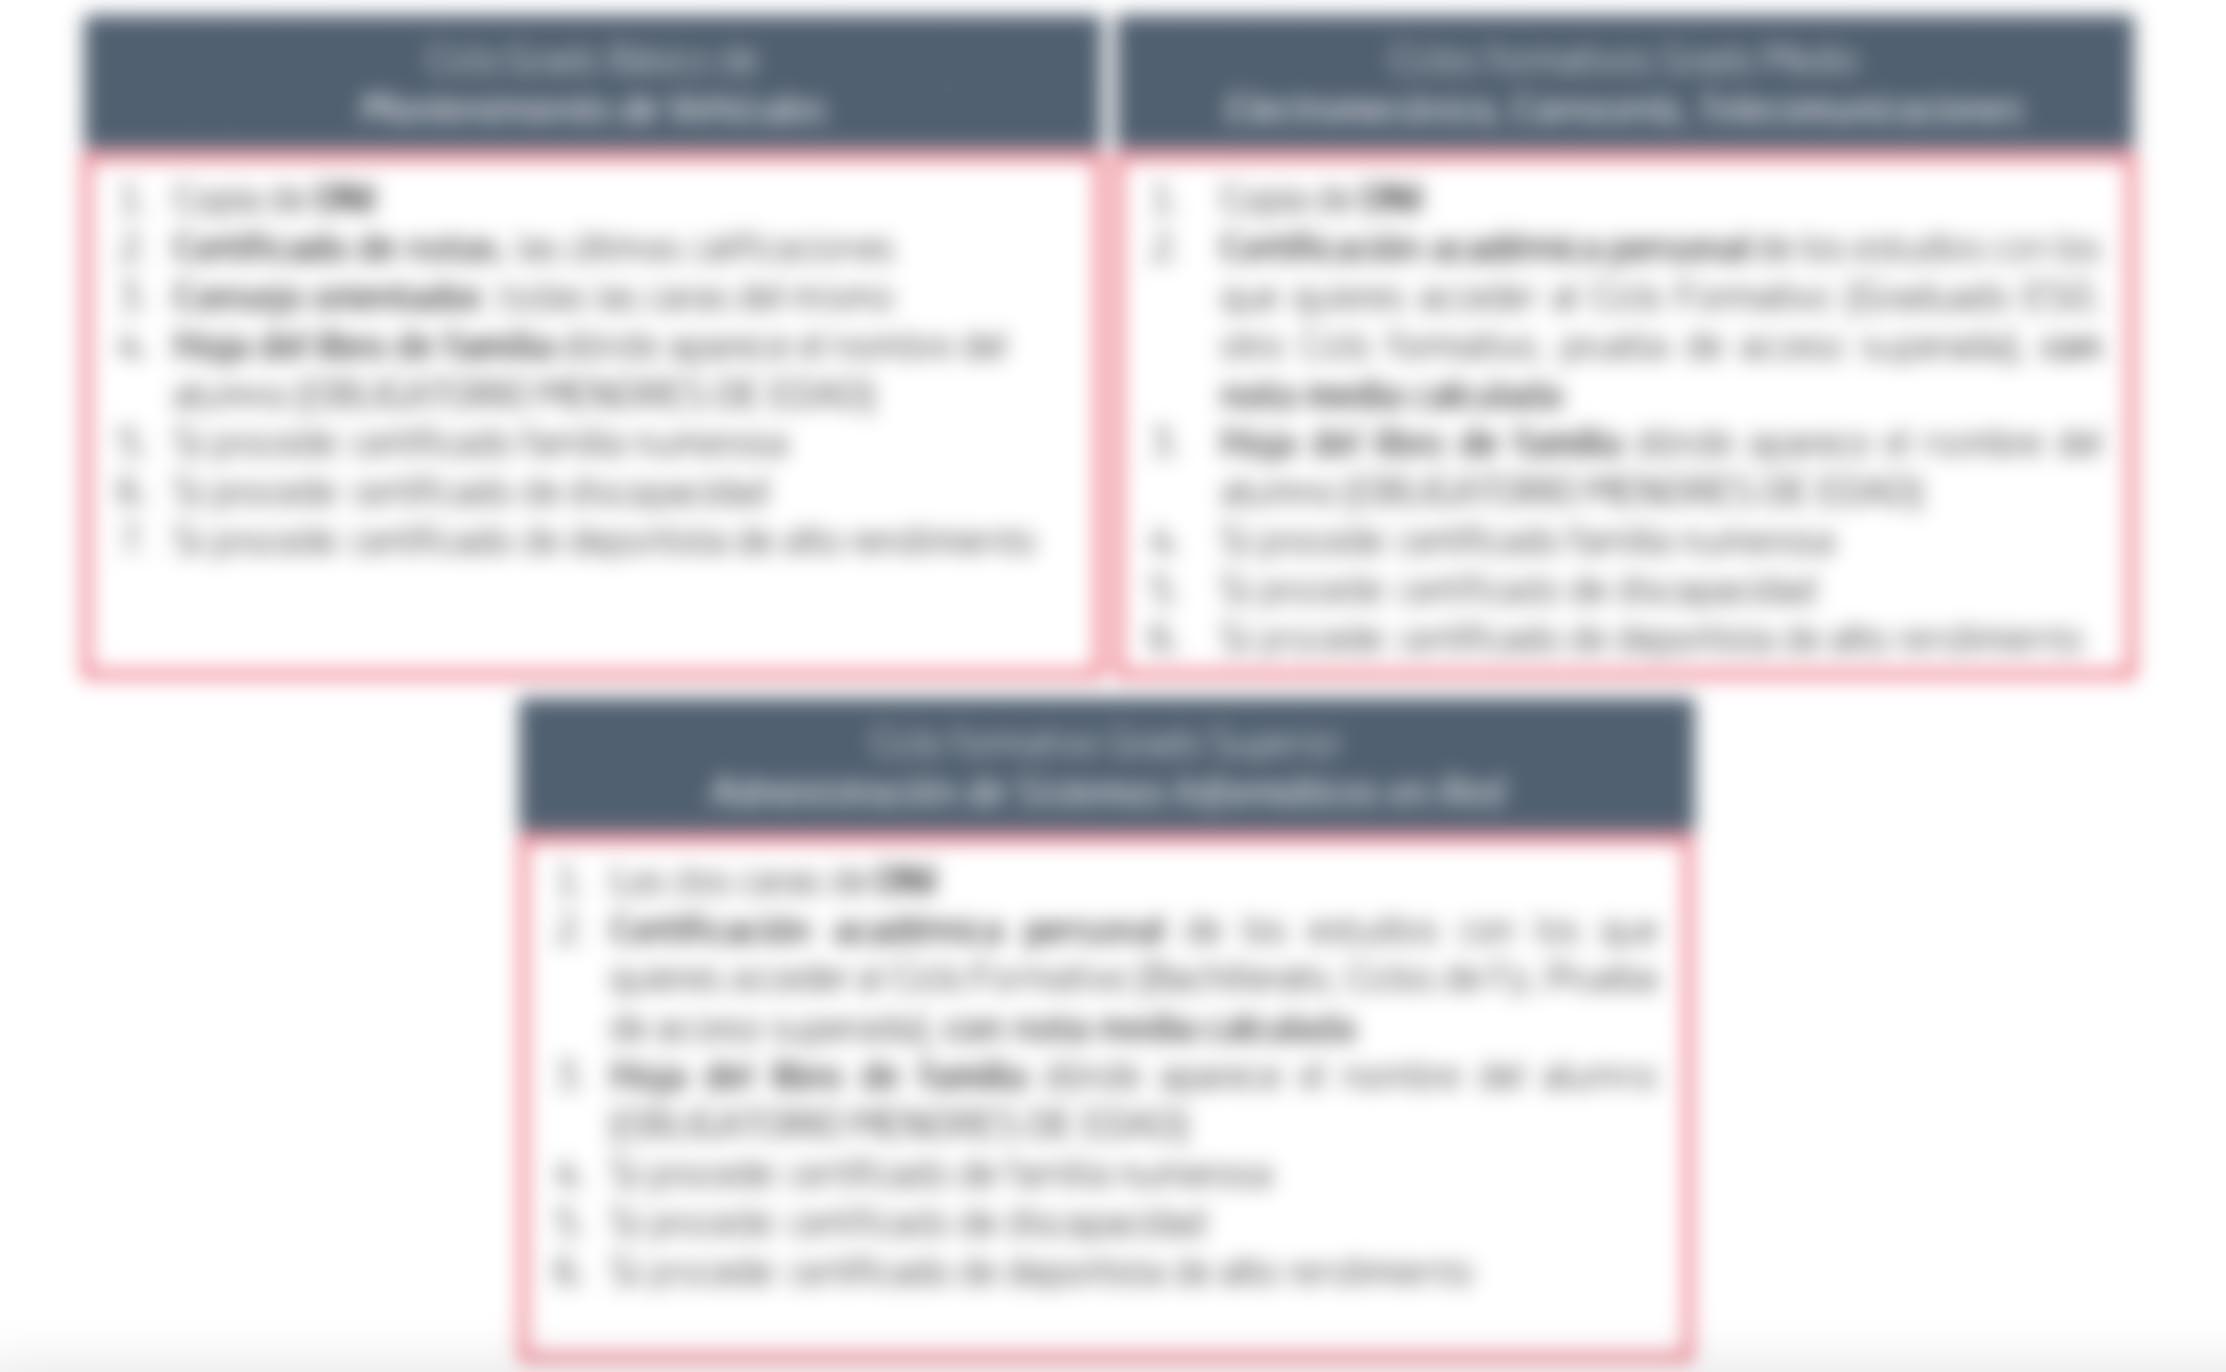 Ciclo Grado Básico de
Mantenimiento de Vehículos
1. Copia de DNI
2. Certificado de notas, las últimas calificaciones
3. Consejo orientador: todas las caras del mismo
4. Hoja del libro de familia dónde aparece el nombre del
alumno (OBLIGATORIO MENORES DE EDAD)
5. Si procede: certificado familia numerosa
6. Si procede: certificado de discapacidad
7. Si procede: certificado de deportista de alto rendimiento
Ciclos Formativos Grado Medio
Electromecánica, Carrocería, Telecomunicaciones
1. Copia de DNI
2. Certificación académica personal de los estudios con los
que quieres acceder al Ciclo Formativo (Graduado ESO,
otro Ciclo formativo, prueba de acceso superada), con
nota media calculada
3. Hoja del libro de familia dónde aparece el nombre del
alumno (OBLIGATORIO MENORES DE EDAD)
4. Si procede: certificado familia numerosa
5. Si procede: certificado de discapacidad
6. Si procede: certificado de deportista de alto rendimiento
Ciclo Formativo Grado Superior
Administración de Sistemas Informáticos en Red
1. Las dos caras de DNI
2. Certificación académica personal de los estudios con los que
quieres acceder al Ciclo Formativo (Bachillerato, Ciclos de Fp, Prueba
de acceso superada), con nota media calculada
3. Hoja del libro de familia dónde aparece el nombre del alumno
(OBLIGATORIO MENORES DE EDAD)
4. Si procede: certificado de familia numerosa
5. Si procede: certificado de discapacidad
6. Si procede: certificado de deportista de alto rendimiento